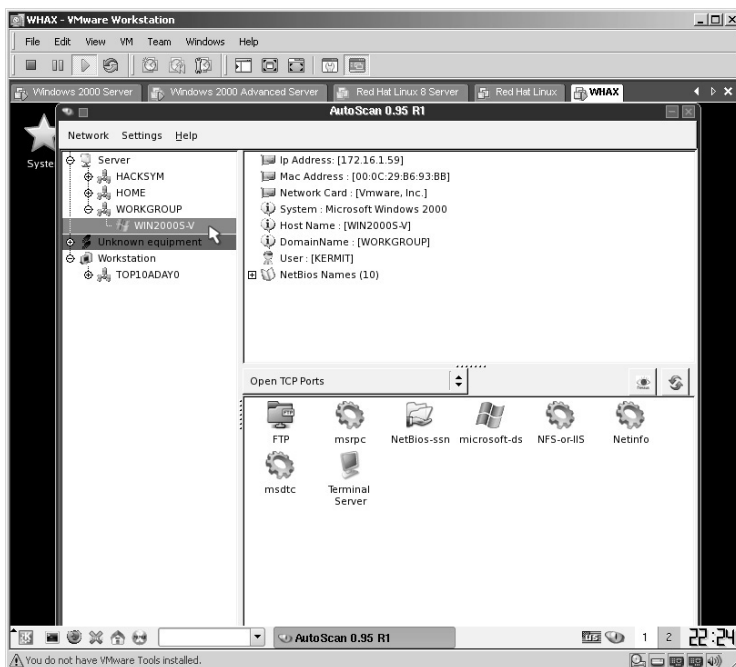 WHAX - VMware Workstation
File Edit View VM Team Windows Help
Windows 2000 Server Windows 2000 Advanced Server Red Hat Linux 8 Server Red Hat Linux WHAX
AutoScan 0.95 R1
Network Settings Help
Syste
Server
HACKSYM
HOME
WORKGROUP
WIN2000S-V
Unknown equipment
Workstation
TOP10ADAY0
Ip Address: [172.16.1.59]
Mac Address : [00:0C:29:B6:93:BB]
Network Card : [Vmware, Inc.]
System : Microsoft Windows 2000
Host Name : [WIN2000S-V]
DomainName : [WORKGROUP]
User : [KERMIT]
NetBios Names (10)
Open TCP Ports
FTP
FTP msrpc NetBios-ssn microsoft-ds NFS-or-IIS Netinfo
msdtc Terminal Server
AutoScan 0.95 R1 1 2 22:24
You do not have VMware Tools installed.